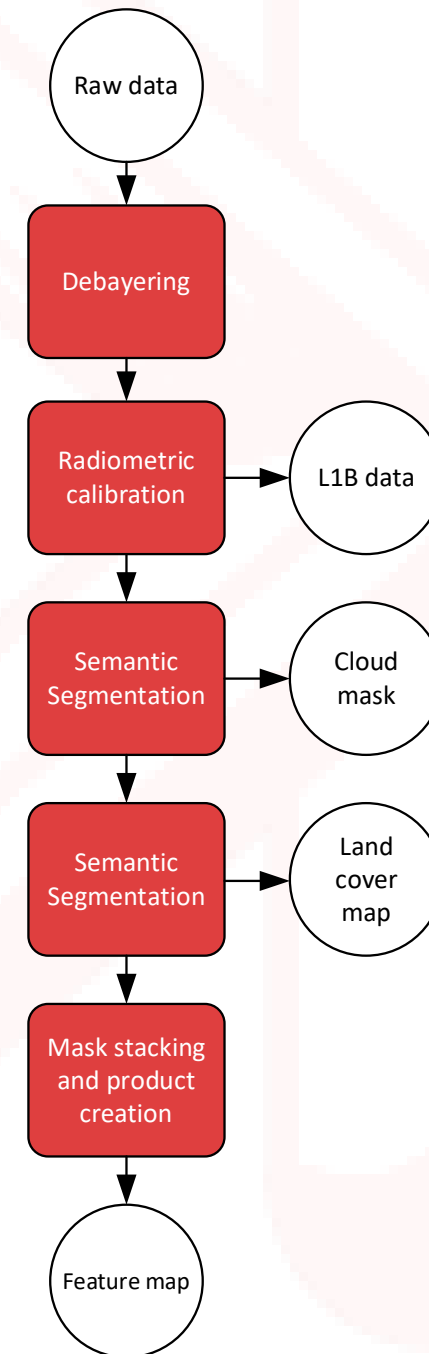 Raw data
Debayering
Radiometric
calibration
L1B data
Semantic
Segmentation
Cloud
mask
Semantic
Segmentation
Land
cover
map
Mask stacking
and product
creation
Feature map